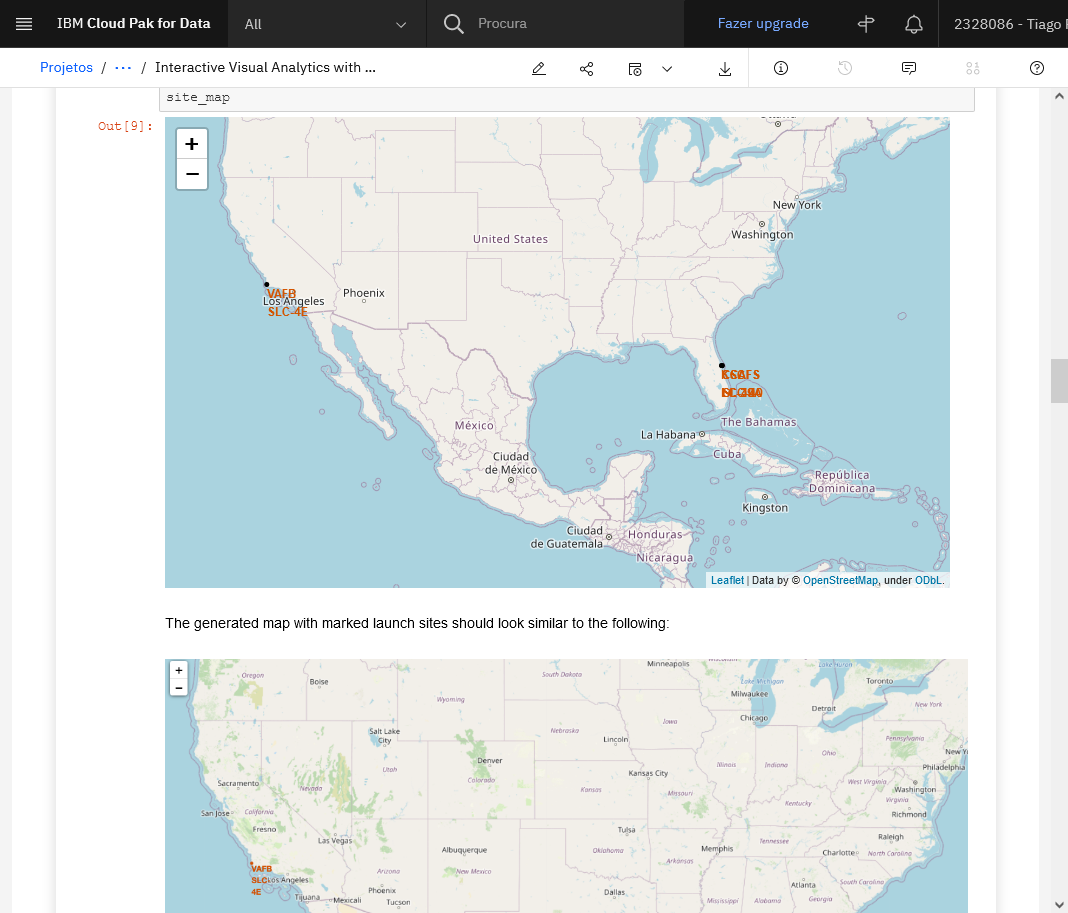 IBM Cloud Pak for Data
All
Procura
Fazer upgrade
2328086 - Tiago
Projetos / ... / Interactive Visual Analytics with ...
site_map
Out[9]:
+
−
New York
Washington
United States
Phoenix
Los Angeles
VAFB
SLC-4E
The Bahamas
México
La Habana
Cuba
Ciudad
de México
República
Dominicana
Kingston
Ciudad
de Guatemala
Honduras
Nicaragua
Leaflet | Data by © OpenStreetMap, under ODbL.
The generated map with marked launch sites should look similar to the following:
+
−
Minneapolis
Lake Huron
Oregon
Boise
South Dakota
Lake Michigan
Toronto
Wyoming
Milwaukee
Detroit
New York
Chicago
Iowa
Salt Lake
City
Nebraska
Lincoln
Pennsylvania
Denver
Ohio
Utah
Illinois
Indiana
Philadelphia
Kansas City
Sacramento
Nevada
Colorado
Kansas
Missouri
West Virginia
Washington
Virginia
San Jose
California
Kentucky
Richmond
Fresno
Tulsa
Las Vegas
Raleigh
Albuquerque
Oklahoma
Memphis
Tennessee
Charlotte
North Carolina
Arkansas
VAFB
SLC-
4E
Los Angeles
Arizona
New Mexico
Phoenix
Atlanta
South Carolina
Tijuana
Mexicali
Tucson
Dallas
Mississippi
Alabama
Georgia